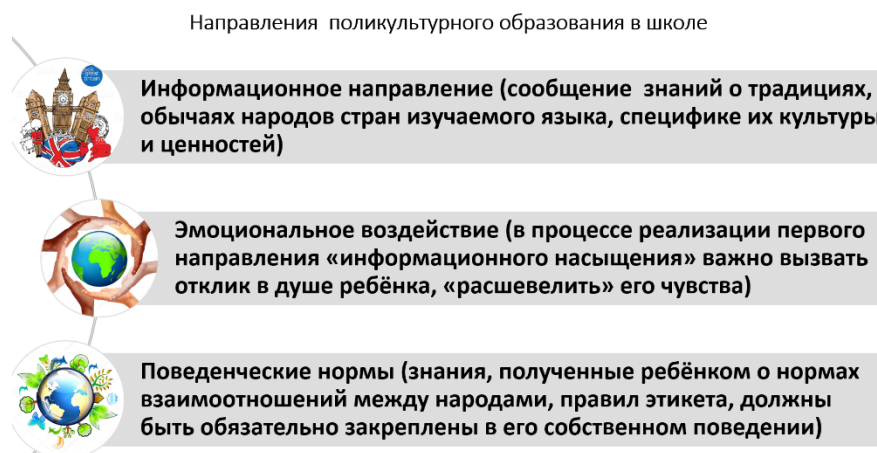 Направления поликультурного образования в школе
Информационное направление (сообщение знаний о традициях,
обычаях народов стран изучаемого языка, специфике их культуры
и ценностей)
Эмоциональное воздействие (в процессе реализации первого
направления «информационного насыщения» важно вызвать
отклик в душе ребёнка, «расшевелить» его чувства)
Поведенческие нормы (знания, полученные ребёнком о нормах
взаимоотношений между народами, правил этикета, должны
быть обязательно закреплены в его собственном поведении)